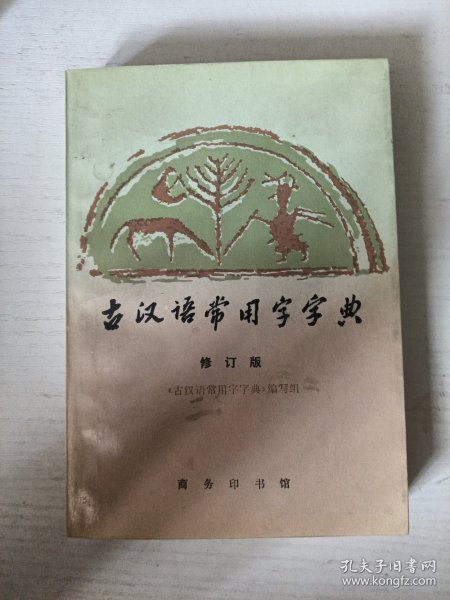 古汉语常用字字典
修订版
《古汉语常用字字典》编写组
商务印书馆
孔夫子旧书网
www.kongfz.com